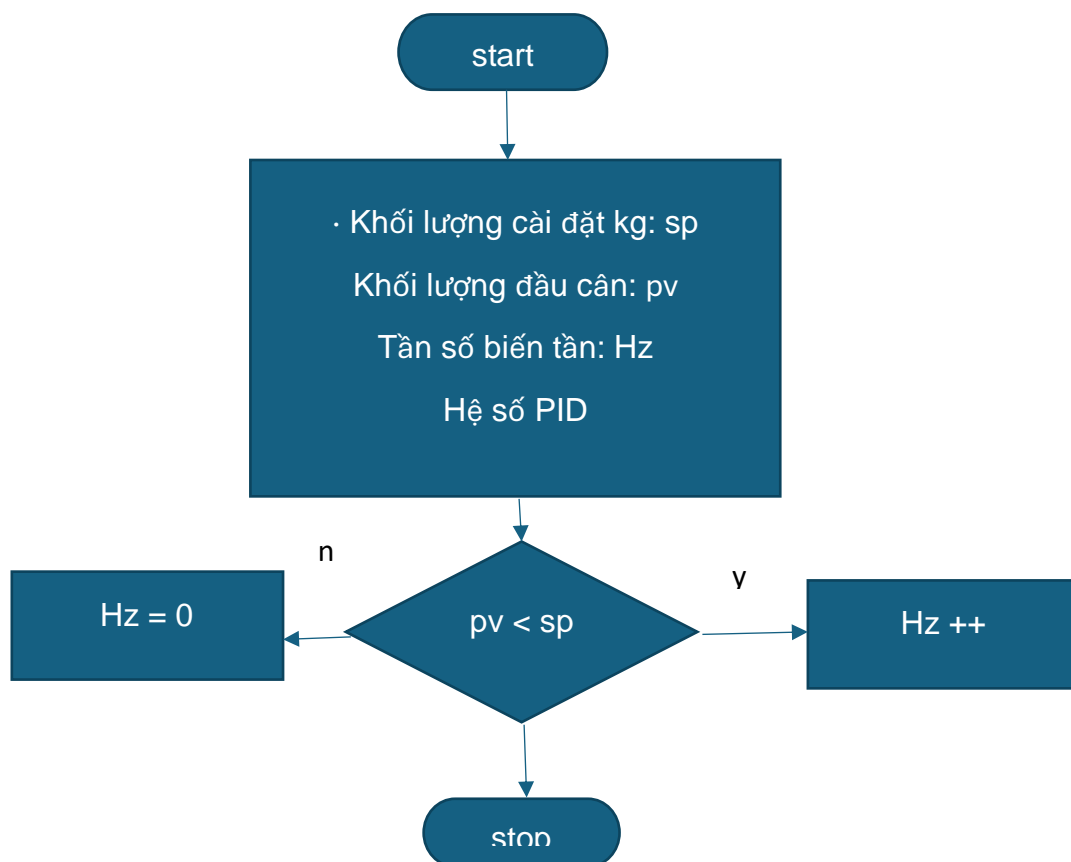 start
· Khối lượng cài đặt kg: sp
Khối lượng đầu cân: pv
Tần số biến tần: Hz
Hệ số PID
n
y
Hz = 0
pv < sp
Hz ++
stop